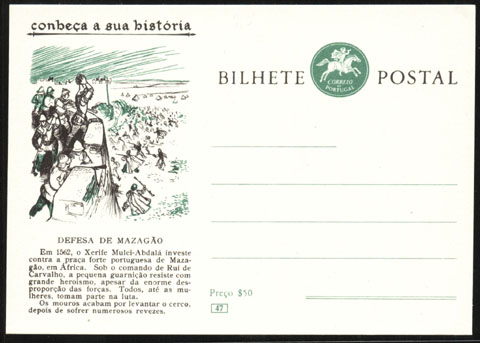 conheça a sua história
BILHETE
CORREIO
DE
PORTUGAL
POSTAL
DEFESA DE MAZAGÃO
Em 1562, o Xerife Mulei-Abdalá investe
contra a praça forte portuguesa de Maza-
gão, em África. Sob o comando de Rui de
Carvalho, a pequena guarnição resiste com
grande heroísmo, apesar da enorme des-
proporção das forças. Todos, até as mu-
lheres, tomam parte na luta.
Os mouros acabam por levantar o cerco,
depois de sofrer numerosos revezes.
Preço $50
47